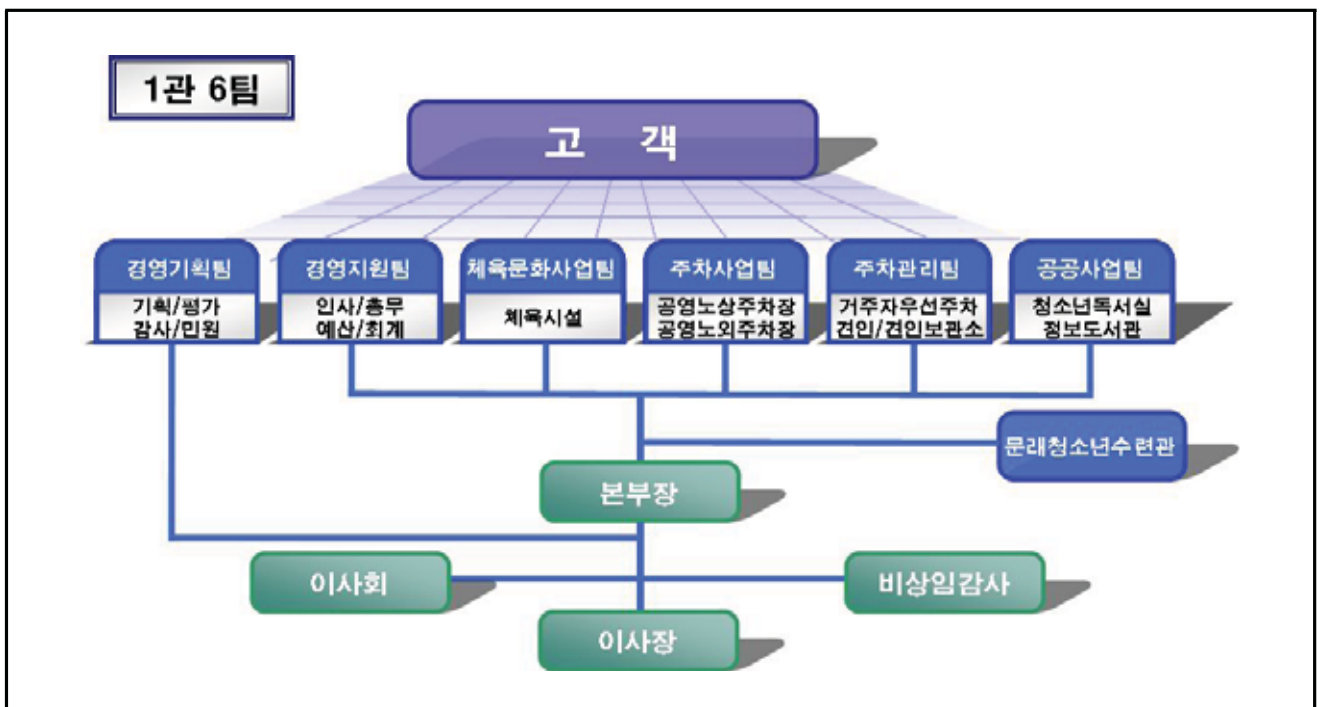 1관 6팀
고 객
경영기획팀
기획/평가
감사/민원
경영지원팀
인사/총무
예산/회계
체육문화사업팀
체육시설
주차사업팀
공영노상주차장
공영노외주차장
주차관리팀
거주자우선주차
견인/견인보관소
공공사업팀
청소년독서실
정보도서관
문래청소년수련관
본부장
이사회
비상임감사
이사장